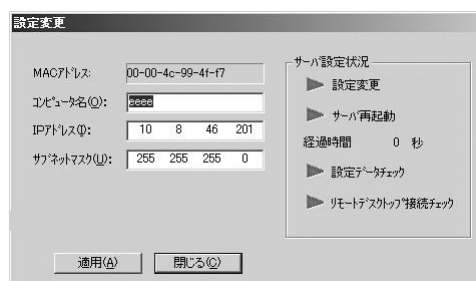 設定変更
MACアドレス: 00-00-4c-99-4f-f7
コンピュータ名(O): eeee
IPアドレス(I): 10 8 46 201
サブネットマスク(U): 255 255 255 0
適用(A) 閉じる(C)
サーバ設定状況
設定変更
サーバ再起動
経過時間 0 秒
設定データチェック
リモートデスクトップ接続チェック